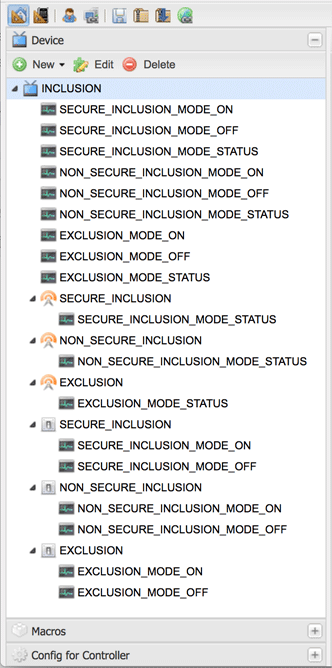 Device
New Edit Delete
INCLUSION
SECURE_INCLUSION_MODE_ON
SECURE_INCLUSION_MODE_OFF
SECURE_INCLUSION_MODE_STATUS
NON_SECURE_INCLUSION_MODE_ON
NON_SECURE_INCLUSION_MODE_OFF
NON_SECURE_INCLUSION_MODE_STATUS
EXCLUSION_MODE_ON
EXCLUSION_MODE_OFF
EXCLUSION_MODE_STATUS
SECURE_INCLUSION
SECURE_INCLUSION_MODE_STATUS
NON_SECURE_INCLUSION
NON_SECURE_INCLUSION_MODE_STATUS
EXCLUSION
EXCLUSION_MODE_STATUS
SECURE_INCLUSION
SECURE_INCLUSION_MODE_ON
SECURE_INCLUSION_MODE_OFF
NON_SECURE_INCLUSION
NON_SECURE_INCLUSION_MODE_ON
NON_SECURE_INCLUSION_MODE_OFF
EXCLUSION
EXCLUSION_MODE_ON
EXCLUSION_MODE_OFF
Macros
Config for Controller